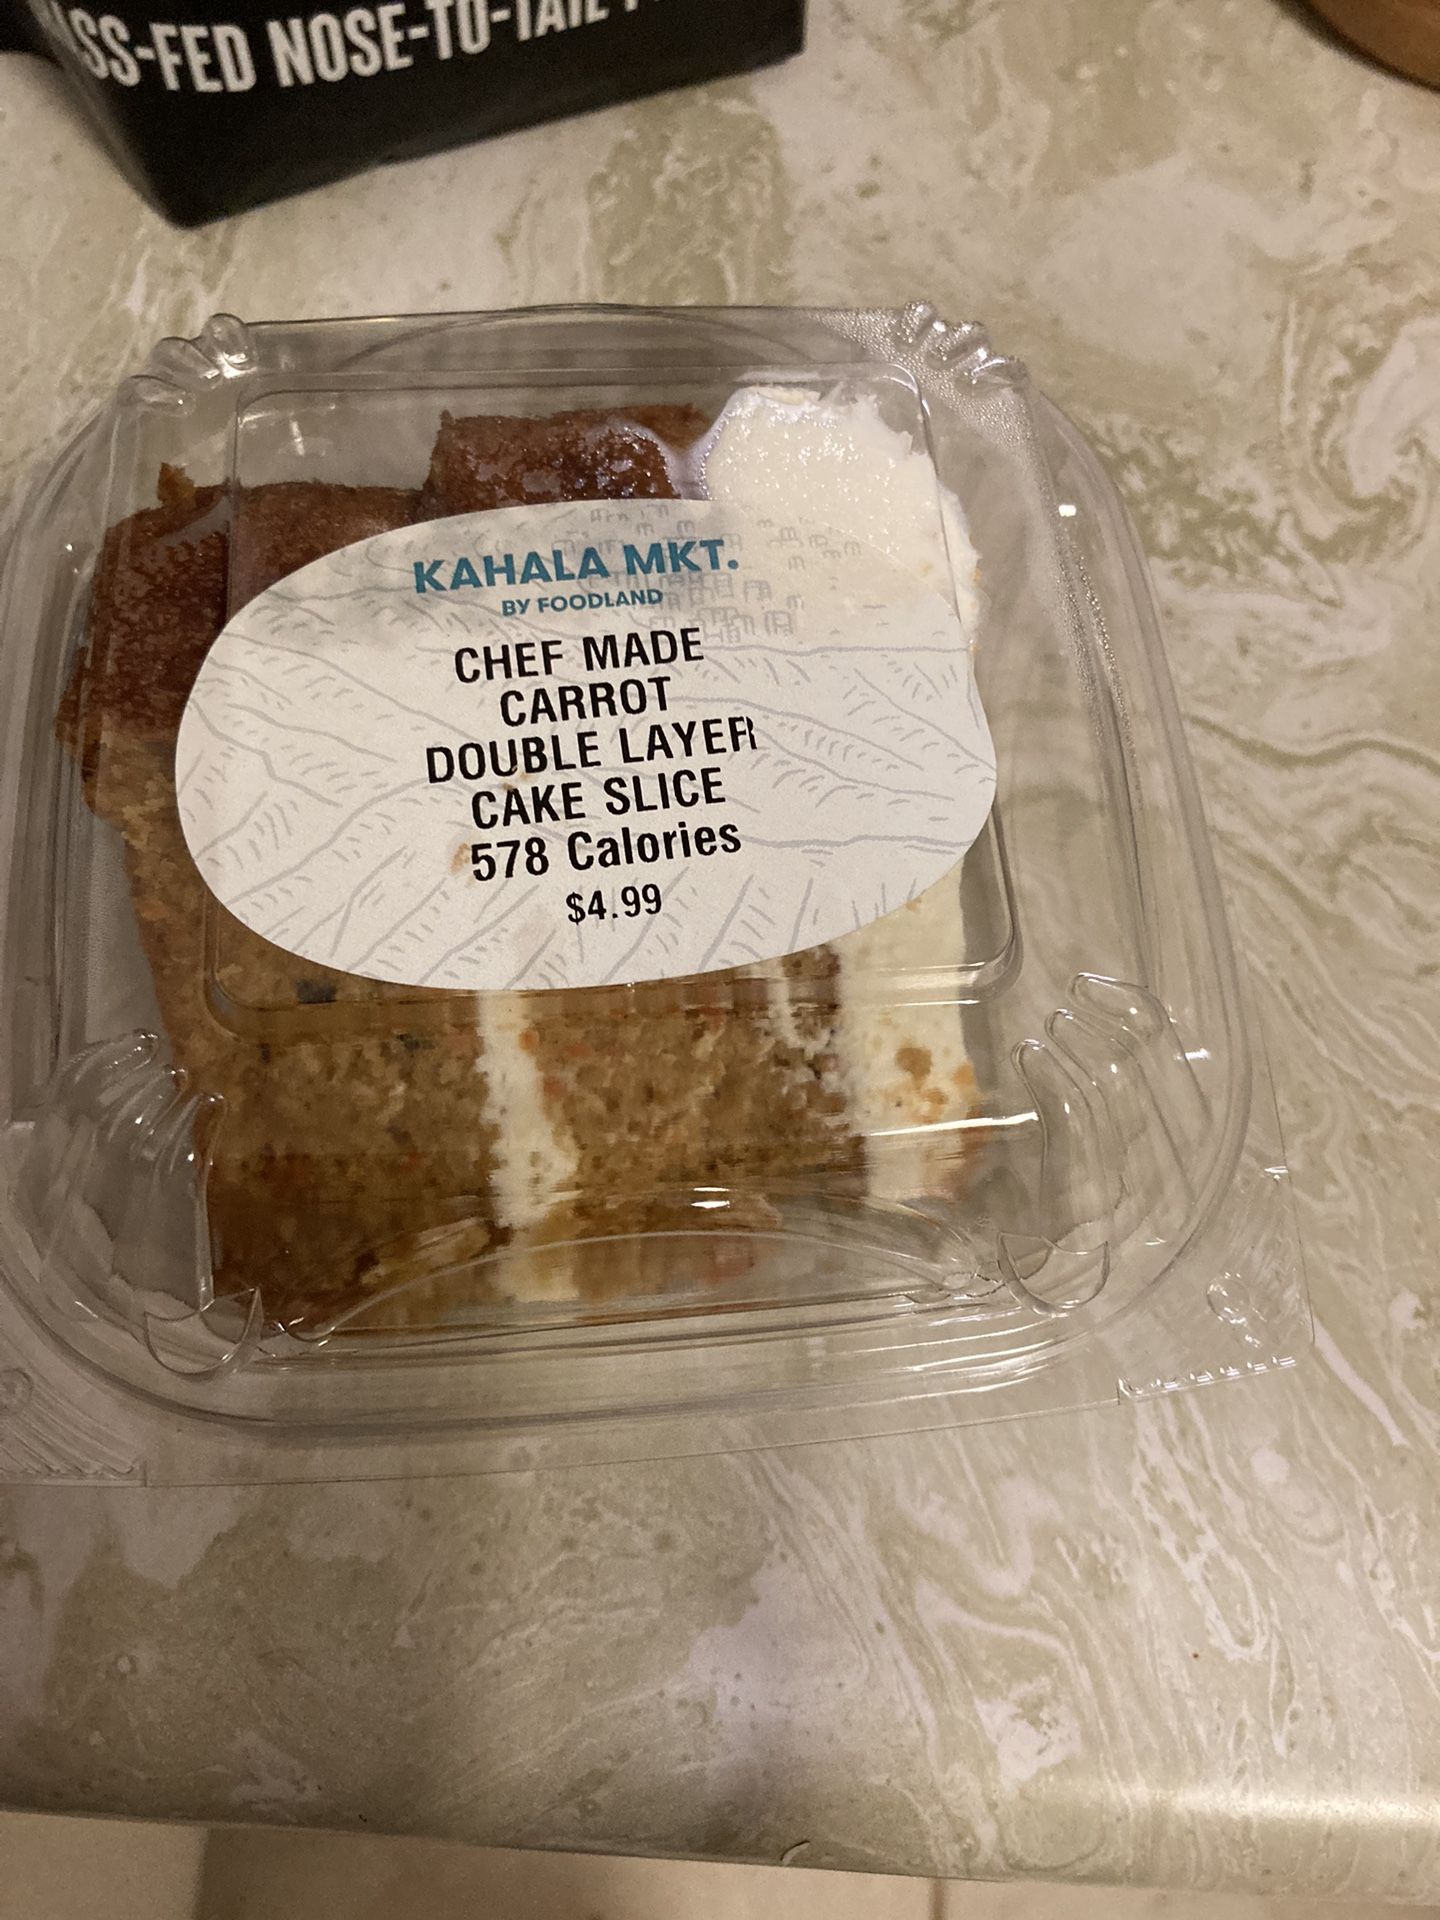 SS-FED NOSE-TO-TAIL
KAHALA MKT.
BY FOODLAND
CHEF MADE
CARROT
DOUBLE LAYER
CAKE SLICE
578 Calories
$4.99